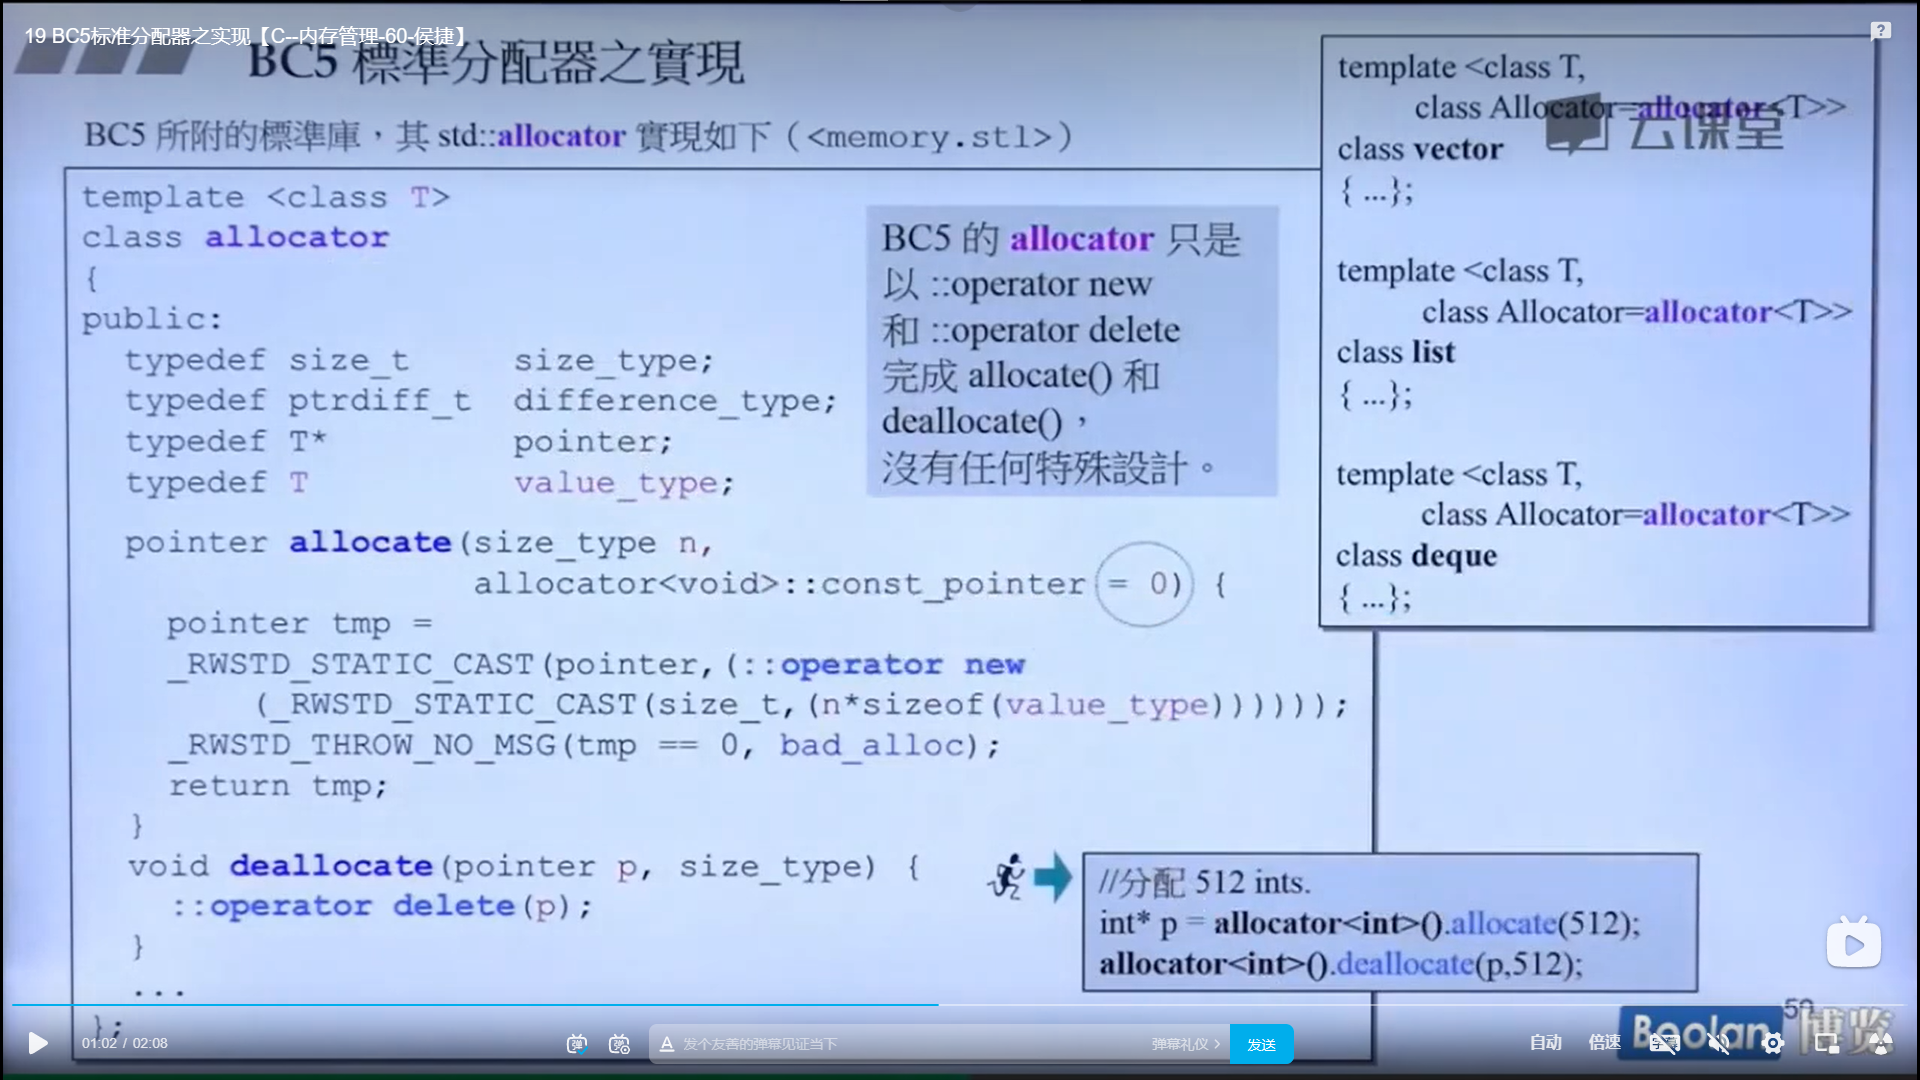 19 BC5标准分配器之实现【C--内存管理-60-侯捷】
BC5 標準分配器之實現
BC5 所附的標準庫，其 std::allocator 實現如下（<memory.stl>）
template <class T>
class allocator
{
public:
typedef size_t size_type;
typedef ptrdiff_t difference_type;
typedef T* pointer;
typedef T value_type;
pointer allocate(size_type n,
allocator<void>::const_pointer = 0) {
pointer tmp =
_RWSTD_STATIC_CAST(pointer,(::operator new
(_RWSTD_STATIC_CAST(size_t,(n*sizeof(value_type))))));
_RWSTD_THROW_NO_MSG(tmp == 0, bad_alloc);
return tmp;
}
void deallocate(pointer p, size_type) {
::operator delete(p);
}
...
};
BC5 的 allocator 只是
以 ::operator new
和 ::operator delete
完成 allocate() 和
deallocate()，
沒有任何特殊設計。
template <class T,
class Allocator=allocator<T>>
class vector
{ ...};
template <class T,
class Allocator=allocator<T>>
class list
{ ...};
template <class T,
class Allocator=allocator<T>>
class deque
{ ...};
云课堂
//分配 512 ints.
int* p = allocator<int>().allocate(512);
allocator<int>().deallocate(p,512);
59
Boolan 博览
01:02 / 02:08
发个友善的弹幕见证当下
弹幕礼仪 >
发送
自动
倍速